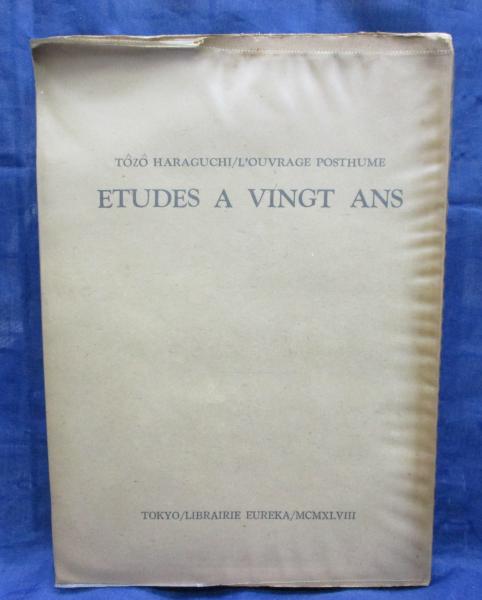 TÔZÔ HARAGUCHI/L'OUVRAGE POSTHUME
ETUDES A VINGT ANS
TOKYO/LIBRAIRIE EUREKA/MCMXLVIII